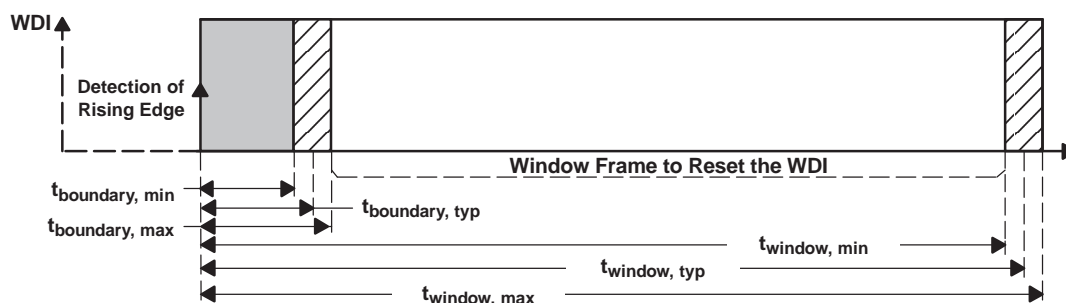 WDI
Detection of
Rising Edge
Window Frame to Reset the WDI
tboundary, min
tboundary, typ
tboundary, max
twindow, min
twindow, typ
twindow, max